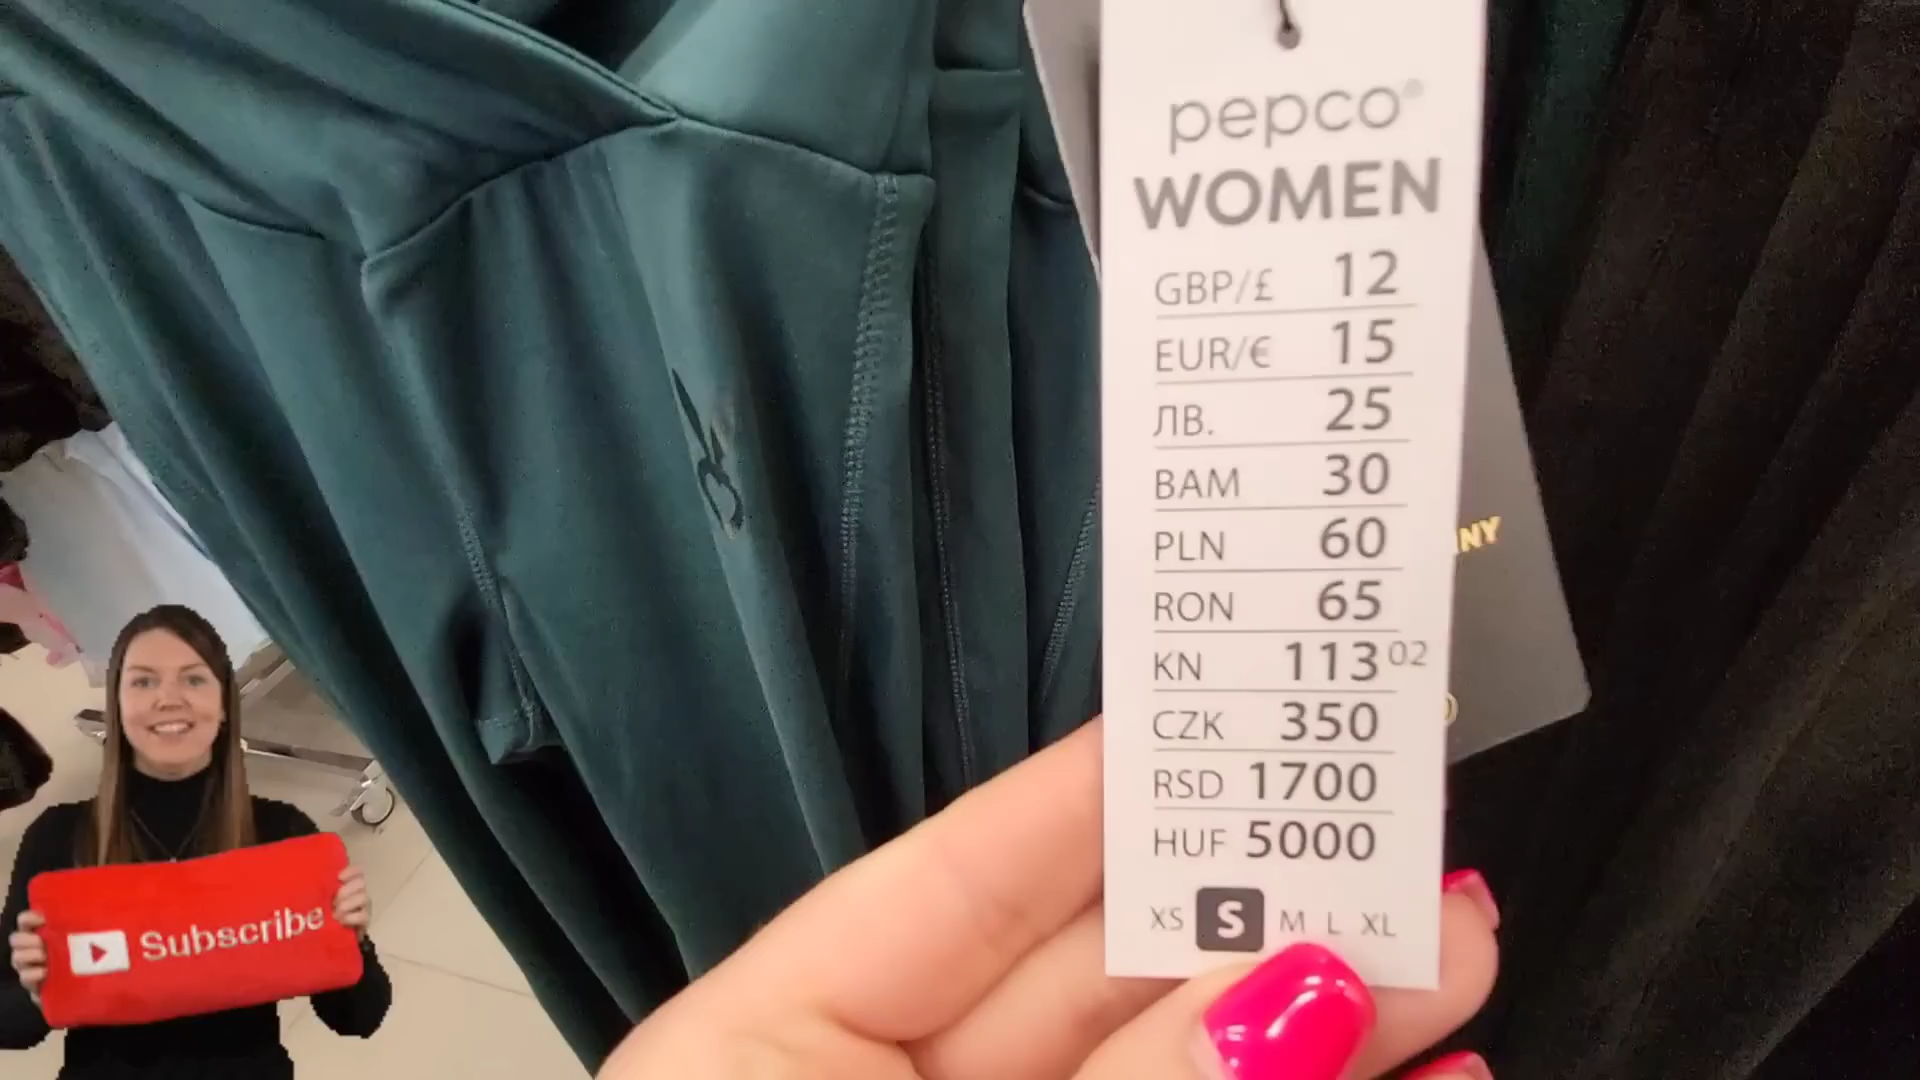 pepco®
WOMEN
GBP/£ 12
EUR/€ 15
ЛВ. 25
BAM 30
PLN 60
RON 65
KN 113 02
CZK 350
RSD 1700
HUF 5000
XS S M L XL
NY
Subscribe